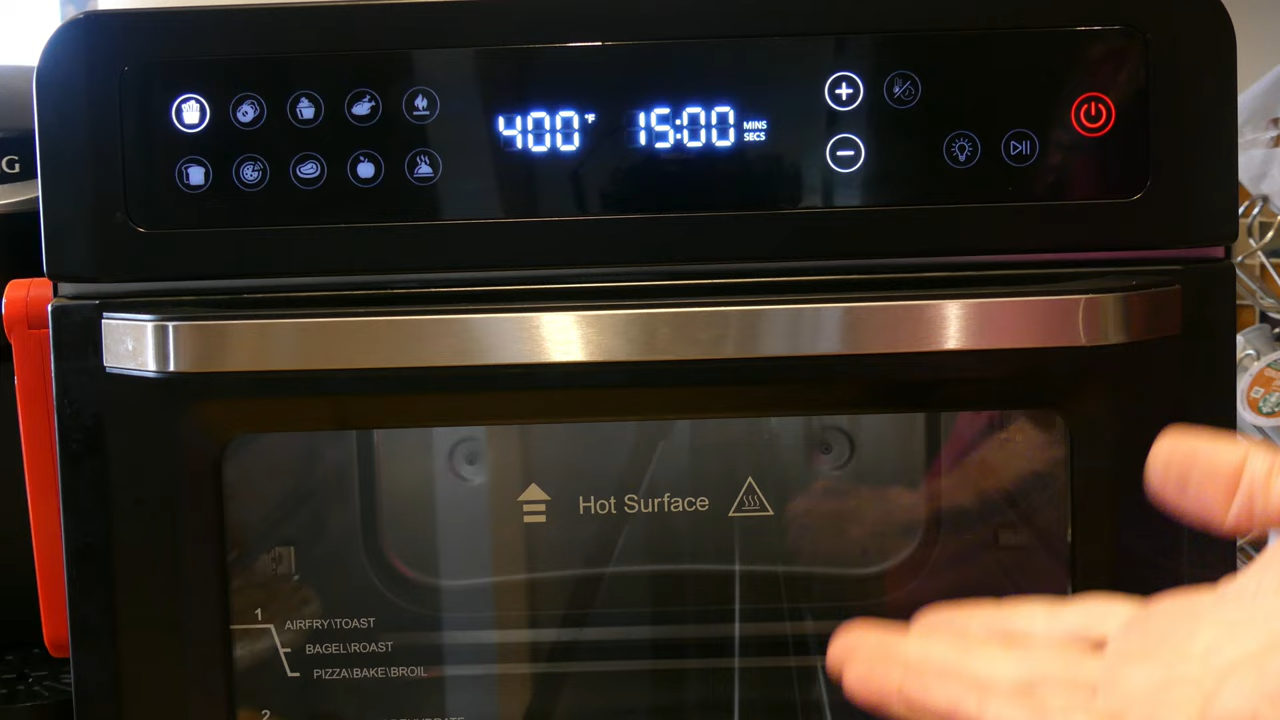 400 °F 15:00 MINS
SECS
G
Hot Surface
1 AIRFRY\TOAST
BAGEL\ROAST
PIZZA\BAKE\BROIL
2